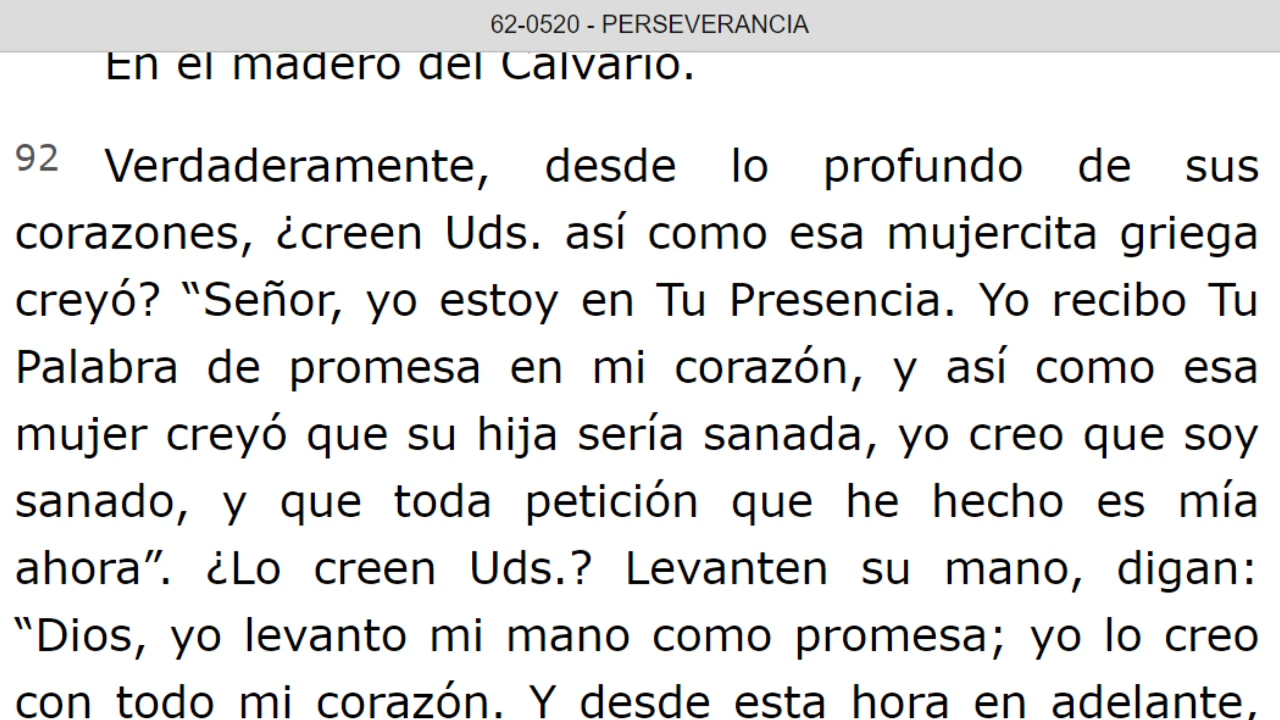 62-0520 - PERSEVERANCIA
En el madero del Calvario.
92 Verdaderamente, desde lo profundo de sus
corazones, ¿creen Uds. así como esa mujercita griega
creyó? “Señor, yo estoy en Tu Presencia. Yo recibo Tu
Palabra de promesa en mi corazón, y así como esa
mujer creyó que su hija sería sanada, yo creo que soy
sanado, y que toda petición que he hecho es mía
ahora”. ¿Lo creen Uds.? Levanten su mano, digan:
“Dios, yo levanto mi mano como promesa; yo lo creo
con todo mi corazón. Y desde esta hora en adelante,